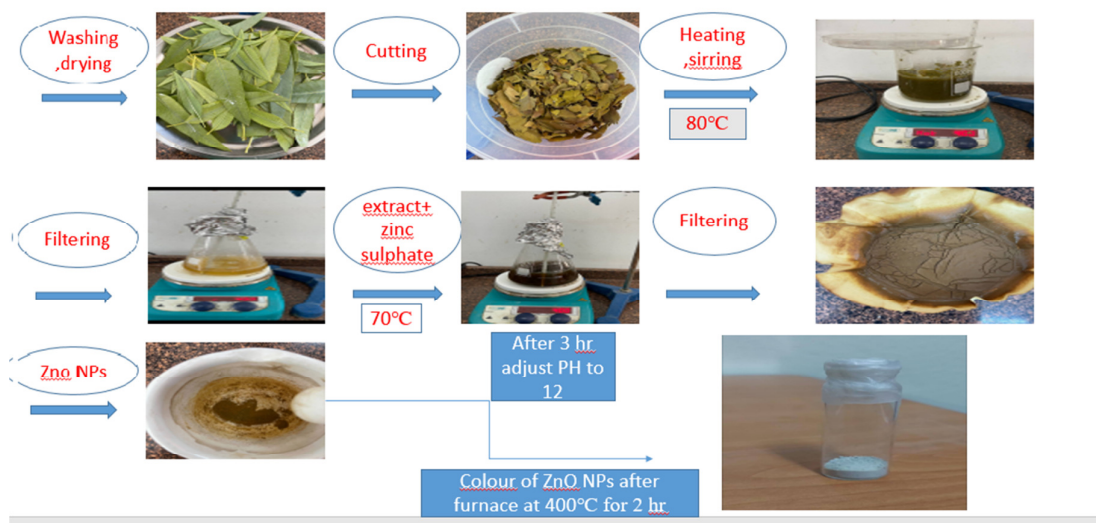 Washing
,drying
Cutting
Heating
,sirring
80℃
Filtering
extract+
zinc
sulphate
70℃
Filtering
After 3 hr
adjust PH to
12
Zno NPs
Colour of ZnO NPs after
furnace at 400℃ for 2 hr